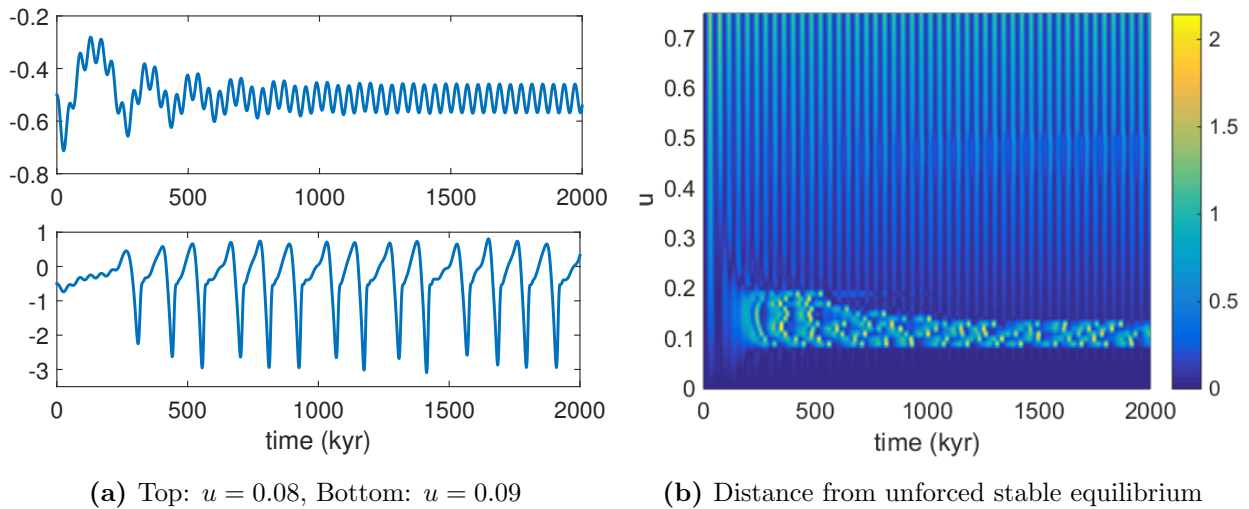 -0.2
-0.4
-0.6
-0.8
0 500 1000 1500 2000
1
0
-1
-2
-3
0 500 1000 1500 2000
time (kyr)
(a) Top: u = 0.08, Bottom: u = 0.09
0.7
0.6
0.5
0.4
0.3
0.2
0.1
0
u
0 500 1000 1500 2000
time (kyr)
2
1.5
1
0.5
0
(b) Distance from unforced stable equilibrium